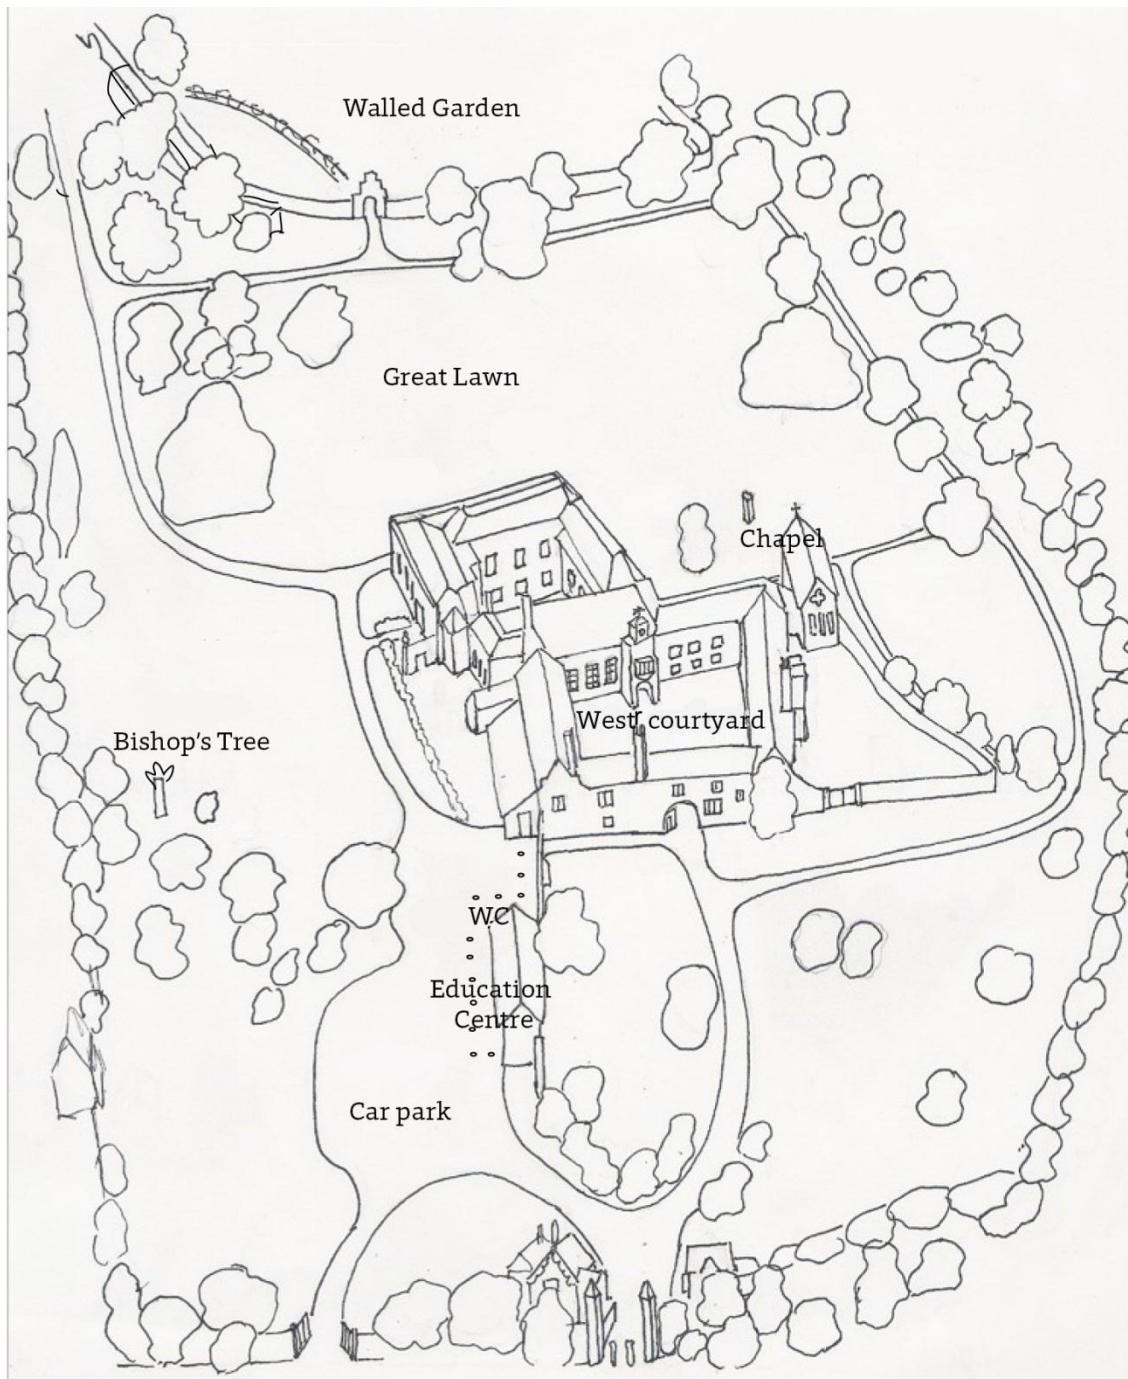 Walled Garden
Great Lawn
Chapel
West courtyard
Bishop's Tree
WC
Education
Centre
Car park